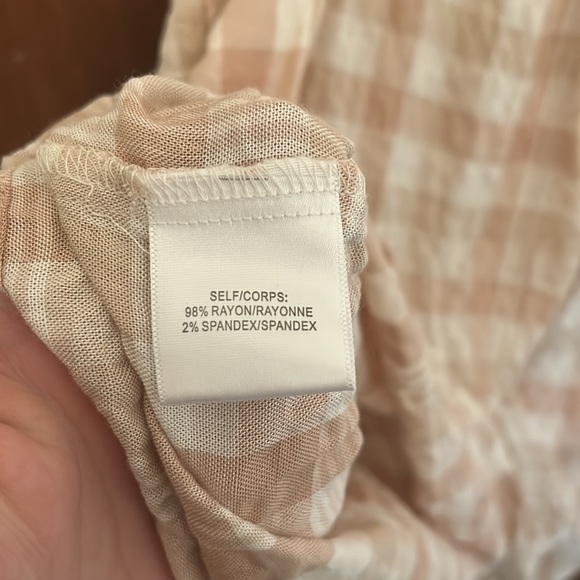 SELF/CORPS:
98% RAYON/RAYONNE
2% SPANDEX/SPANDEX